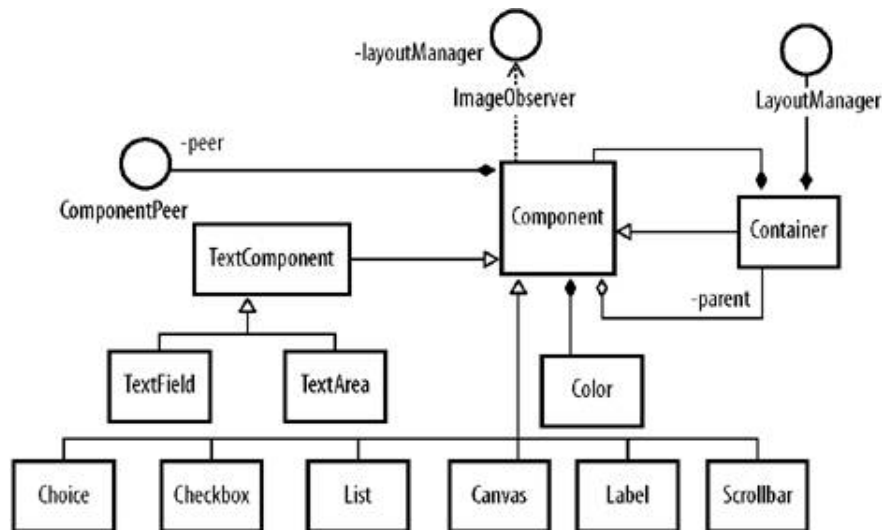 -layoutManager
ImageObserver
LayoutManager
-peer
ComponentPeer
Component
Container
TextComponent
-parent
TextField
TextArea
Color
Choice
Checkbox
List
Canvas
Label
Scrollbar